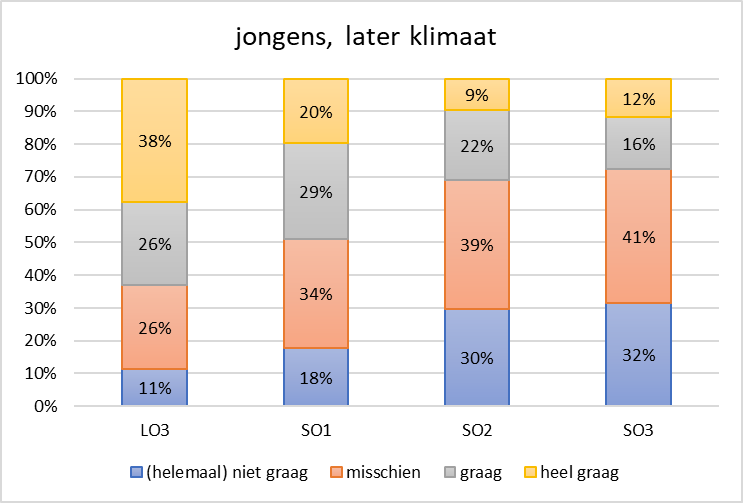 jongens, later klimaat
100%
90%
80%
70%
60%
50%
40%
30%
20%
10%
0%
38% 20% 9% 12%
26% 29% 22% 16%
26% 34% 39% 41%
11% 18% 30% 32%
LO3 SO1 SO2 SO3
(helemaal) niet graag misschien graag heel graag